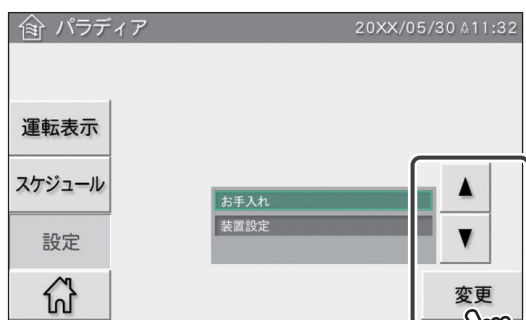 パラディア 20XX/05/30 AM 11:32
運転表示
スケジュール
お手入れ
▲
装置設定
▼
設定
変更